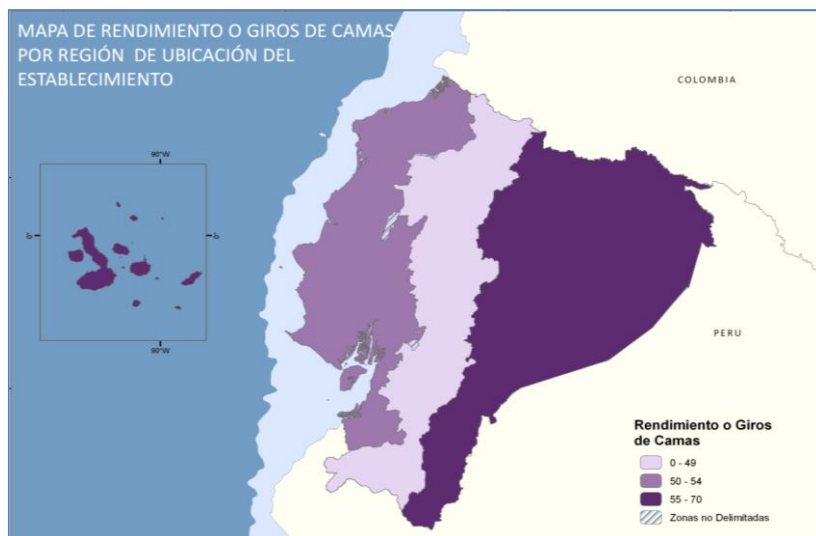 MAPA DE RENDIMIENTO O GIROS DE CAMAS
POR REGIÓN DE UBICACIÓN DEL
ESTABLECIMIENTO
COLOMBIA
90°W
0°
0°
90°W
PERU
Rendimiento o Giros
de Camas
0 - 49
50 - 54
55 - 70
Zonas no Delimitadas